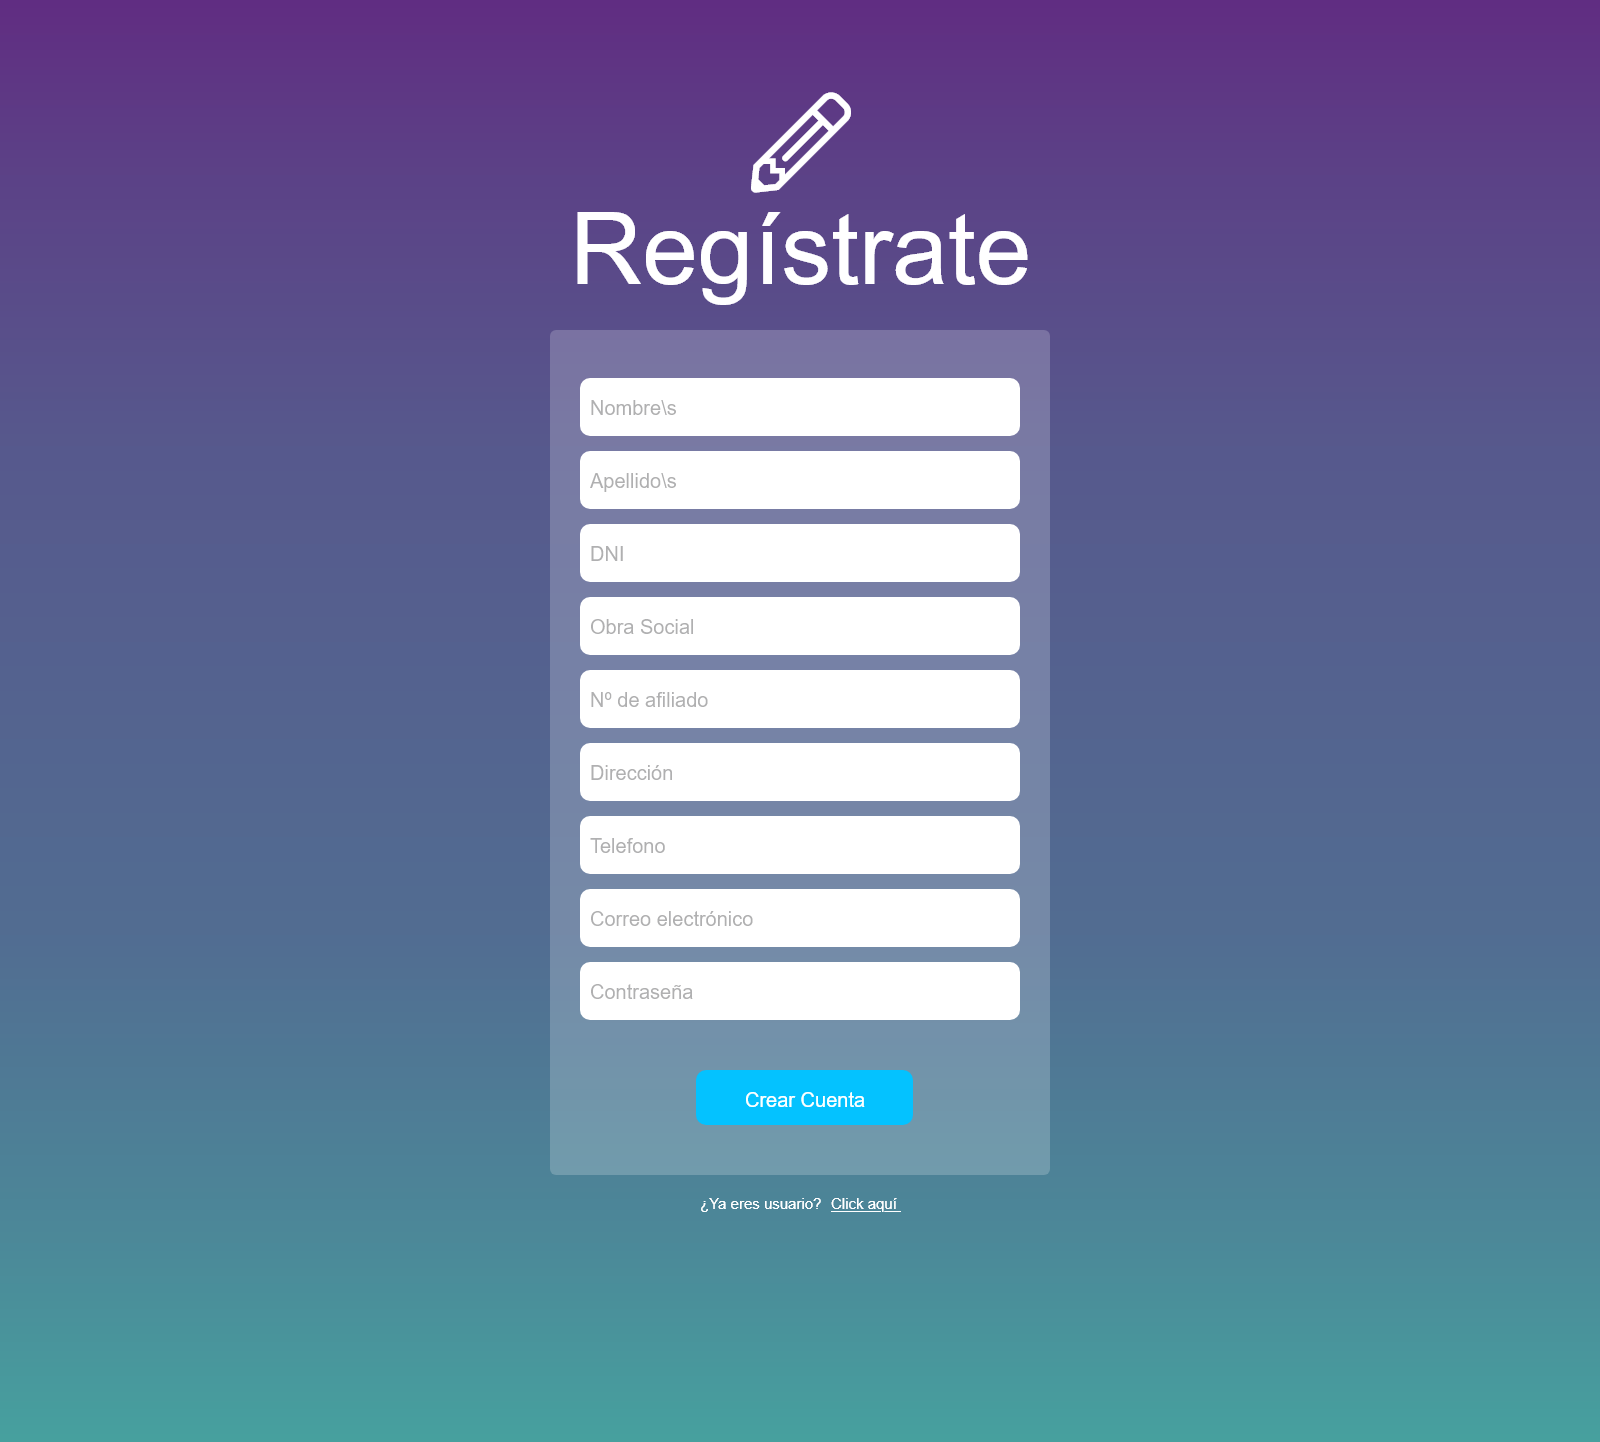 Regístrate
Nombre\s
Apellido\s
DNI
Obra Social
Nº de afiliado
Dirección
Telefono
Correo electrónico
Contraseña
Crear Cuenta
¿Ya eres usuario? Click aquí